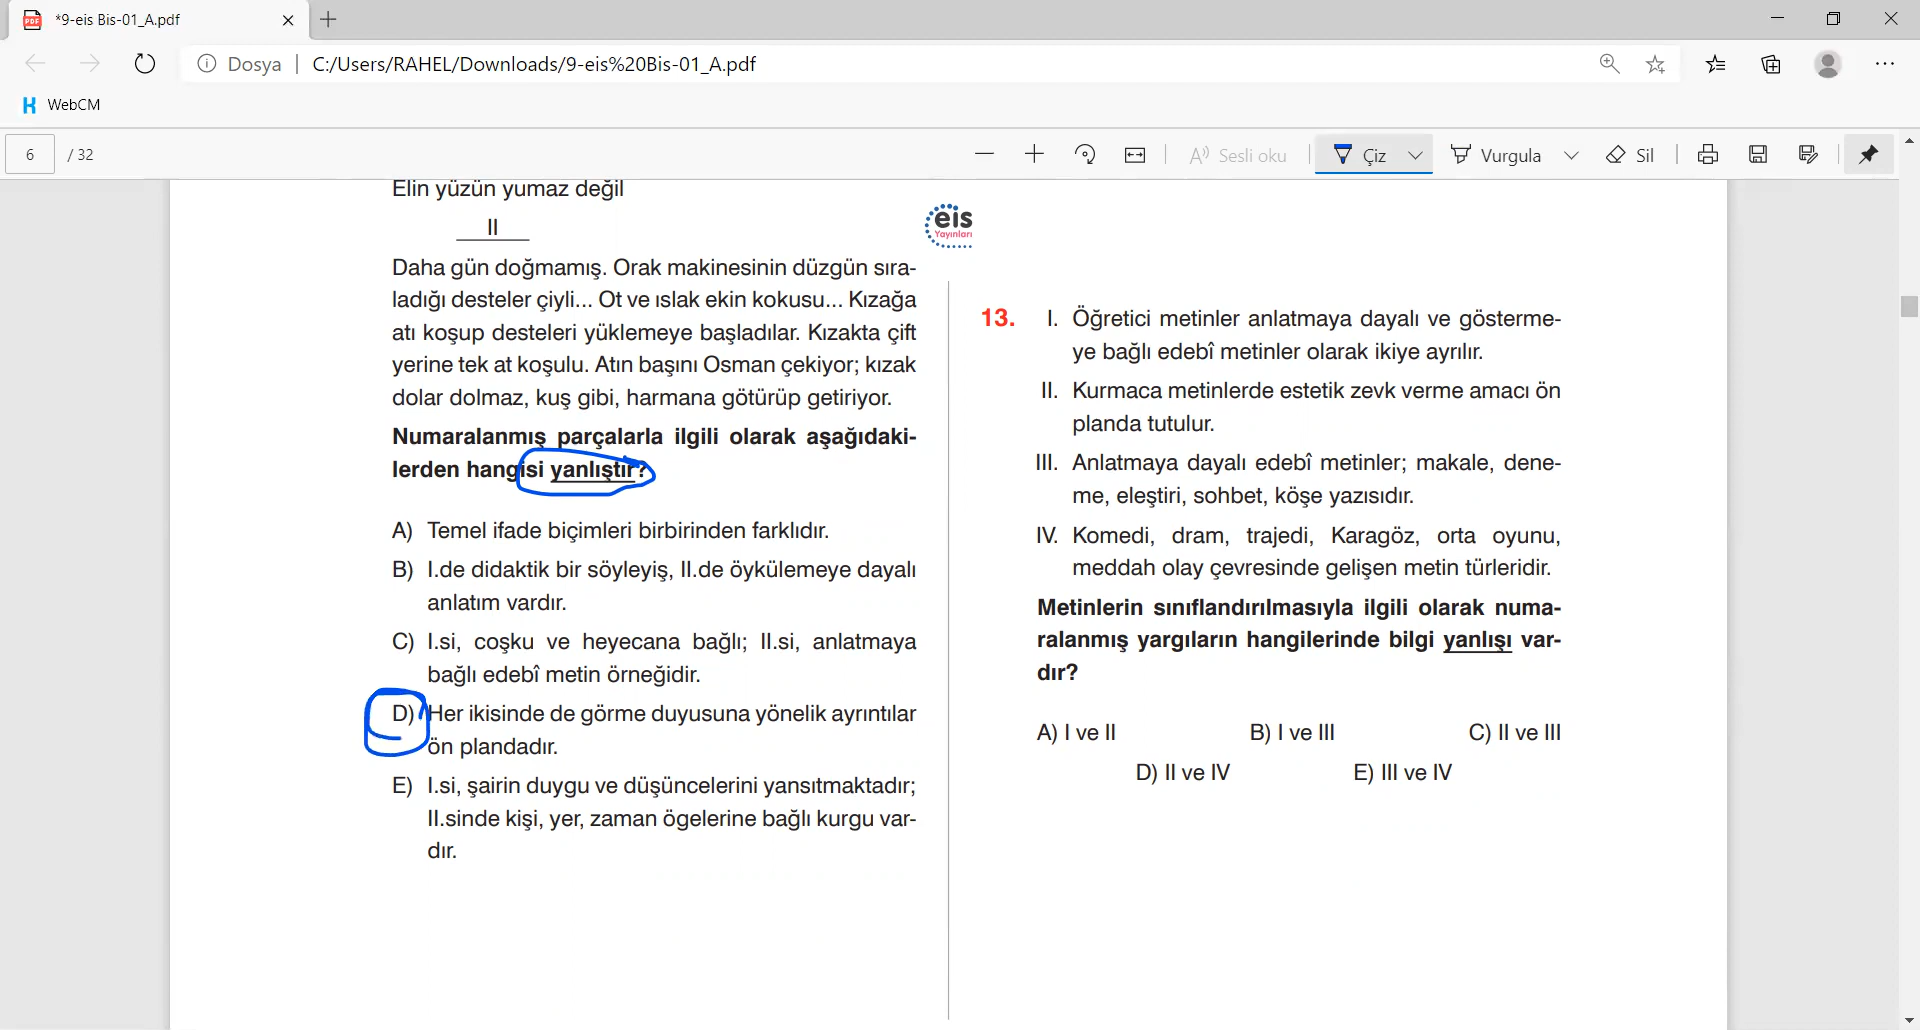 *9-eis Bis-01_A.pdf
Dosya | C:/Users/RAHEL/Downloads/9-eis%20Bis-01_A.pdf
WebCM
6 / 32
Sesli oku
Çiz
Vurgula
Sil
Elin yüzün yumaz değil
II
Daha gün doğmamış. Orak makinesinin düzgün sıra-
ladığı desteler çiyli... Ot ve ıslak ekin kokusu... Kızağa
atı koşup desteleri yüklemeye başladılar. Kızakta çift
yerine tek at koşulu. Atın başını Osman çekiyor; kızak
dolar dolmaz, kuş gibi, harmana götürüp getiriyor.
Numaralanmış parçalarla ilgili olarak aşağıdaki-
lerden hangisi yanlıştır?
A) Temel ifade biçimleri birbirinden farklıdır.
B) I.de didaktik bir söyleyiş, II.de öykülemeye dayalı
anlatım vardır.
C) I.si, coşku ve heyecana bağlı; II.si, anlatmaya
bağlı edebî metin örneğidir.
D) Her ikisinde de görme duyusuna yönelik ayrıntılar
ön plandadır.
E) I.si, şairin duygu ve düşüncelerini yansıtmaktadır;
II.sinde kişi, yer, zaman ögelerine bağlı kurgu var-
dır.
eis
Yayınları
13. I. Öğretici metinler anlatmaya dayalı ve gösterme-
ye bağlı edebî metinler olarak ikiye ayrılır.
II. Kurmaca metinlerde estetik zevk verme amacı ön
planda tutulur.
III. Anlatmaya dayalı edebî metinler; makale, dene-
me, eleştiri, sohbet, köşe yazısıdır.
IV. Komedi, dram, trajedi, Karagöz, orta oyunu,
meddah olay çevresinde gelişen metin türleridir.
Metinlerin sınıflandırılmasıyla ilgili olarak numa-
ralanmış yargıların hangilerinde bilgi yanlışı var-
dır?
A) I ve II B) I ve III C) II ve III
D) II ve IV E) III ve IV